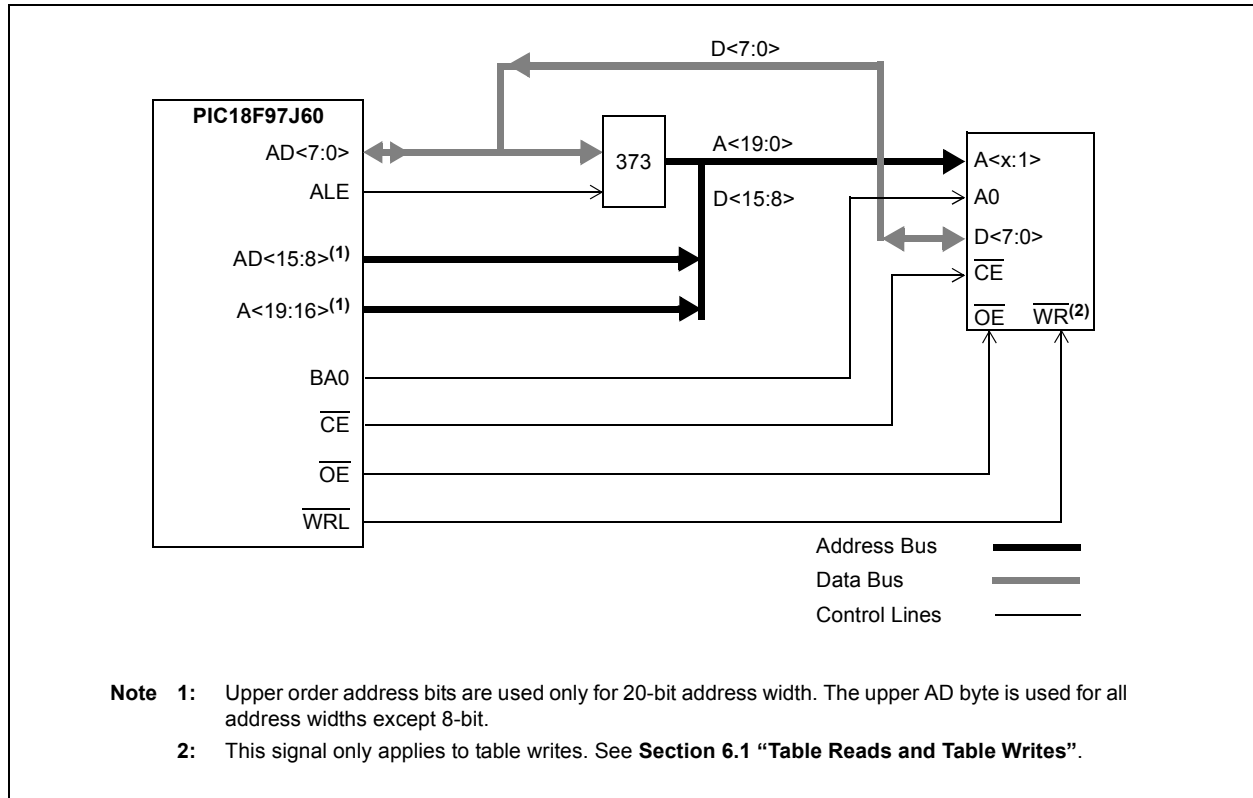 D<7:0>
PIC18F97J60
AD<7:0>
373
A<19:0>
A<x:1>
ALE
D<15:8>
A0
AD<15:8>(1)
D<7:0>
CE
A<19:16>(1)
OE WR(2)
BA0
CE
OE
WRL
Address Bus
Data Bus
Control Lines
Note 1: Upper order address bits are used only for 20-bit address width. The upper AD byte is used for all
address widths except 8-bit.
2: This signal only applies to table writes. See Section 6.1 “Table Reads and Table Writes”.